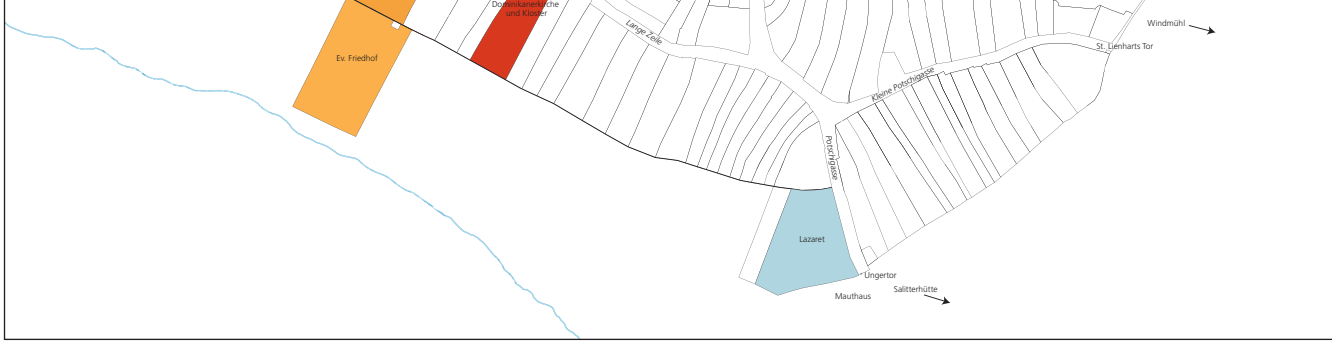 Dominikanerkirche
und Kloster
Lange Zeile
Windmühl
St. Lienharts Tor
Ev. Friedhof
Kleine Potschigasse
Potschigasse
Lazaret
Ungertor
Salitterhütte
Mauthaus